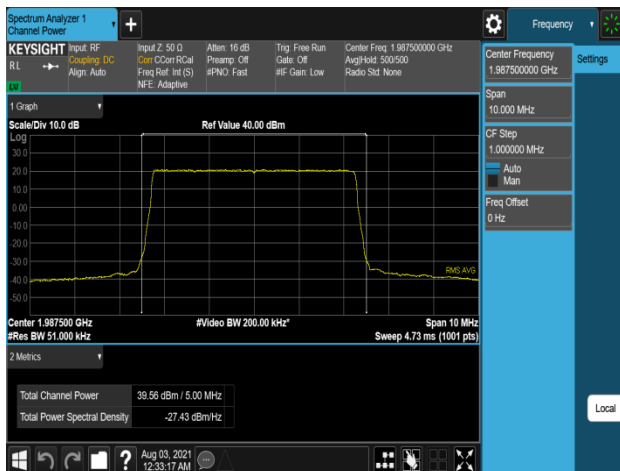 Spectrum Analyzer 1
Channel Power
+
Frequency
KEYSIGHT
RL
LV
Input: RF
Coupling: DC
Align: Auto
Input Z: 50 Ω
Corr CCorr RCal
Freq Ref: Int (S)
NFE: Adaptive
Atten: 16 dB
Preamp: Off
#PNO: Fast
Trig: Free Run
Gate: Off
#IF Gain: Low
Center Freq: 1.987500000 GHz
Avg|Hold: 500/500
Radio Std: None
Center Frequency
1.987500000 GHz
Settings
Span
10.000 MHz
CF Step
1.000000 MHz
Auto
Man
Freq Offset
0 Hz
Local
1 Graph
Scale/Div 10.0 dB
Ref Value 40.00 dBm
Log
30.0
20.0
10.0
0.00
-10.0
-20.0
-30.0
-40.0
-50.0
RMS AVG
Center 1.987500 GHz
#Video BW 200.00 kHz*
Span 10 MHz
#Res BW 51.000 kHz
Sweep 4.73 ms (1001 pts)
2 Metrics
Total Channel Power 39.56 dBm / 5.00 MHz
Total Power Spectral Density -27.43 dBm/Hz
?
Aug 03, 2021
12:33:17 AM